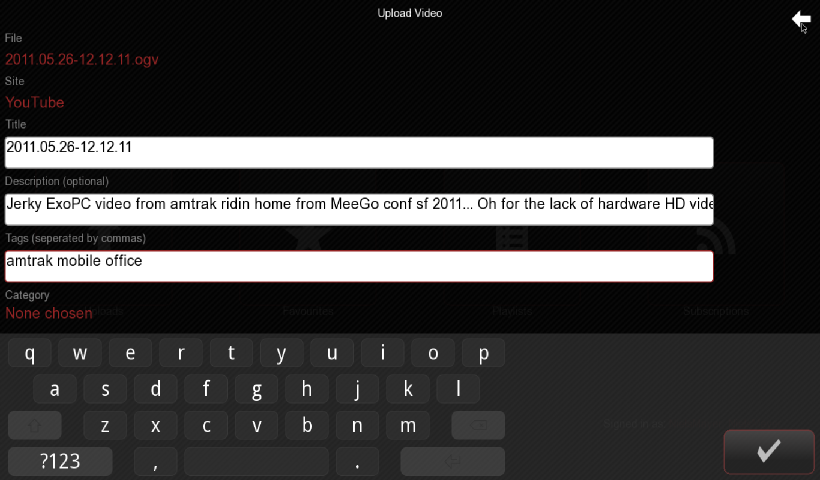 Upload Video
File
2011.05.26-12.12.11.ogv
Site
YouTube
Title
2011.05.26-12.12.11
Description (optional)
Jerky ExoPC video from amtrak ridin home from MeeGo conf sf 2011... Oh for the lack of hardware HD vide
Tags (seperated by commas)
amtrak mobile office
Category
None chosen
Favourites
Subscriptions
q w e r t y u i o p
a s d f g h j k l
z x c v b n m
?123 , .